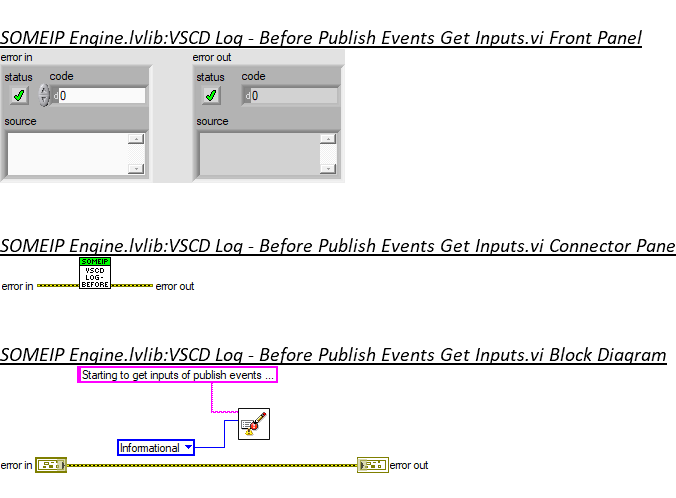 SOMEIP Engine.lvlib:VSCD Log - Before Publish Events Get Inputs.vi Front Panel
error in error out
status code status code
d 0 d 0
source source
SOMEIP Engine.lvlib:VSCD Log - Before Publish Events Get Inputs.vi Connector Pane
SOMEIP
VSCD
LOG-
error in BEFORE error out
SOMEIP Engine.lvlib:VSCD Log - Before Publish Events Get Inputs.vi Block Diagram
Starting to get inputs of publish events ...
Informational
error in error out